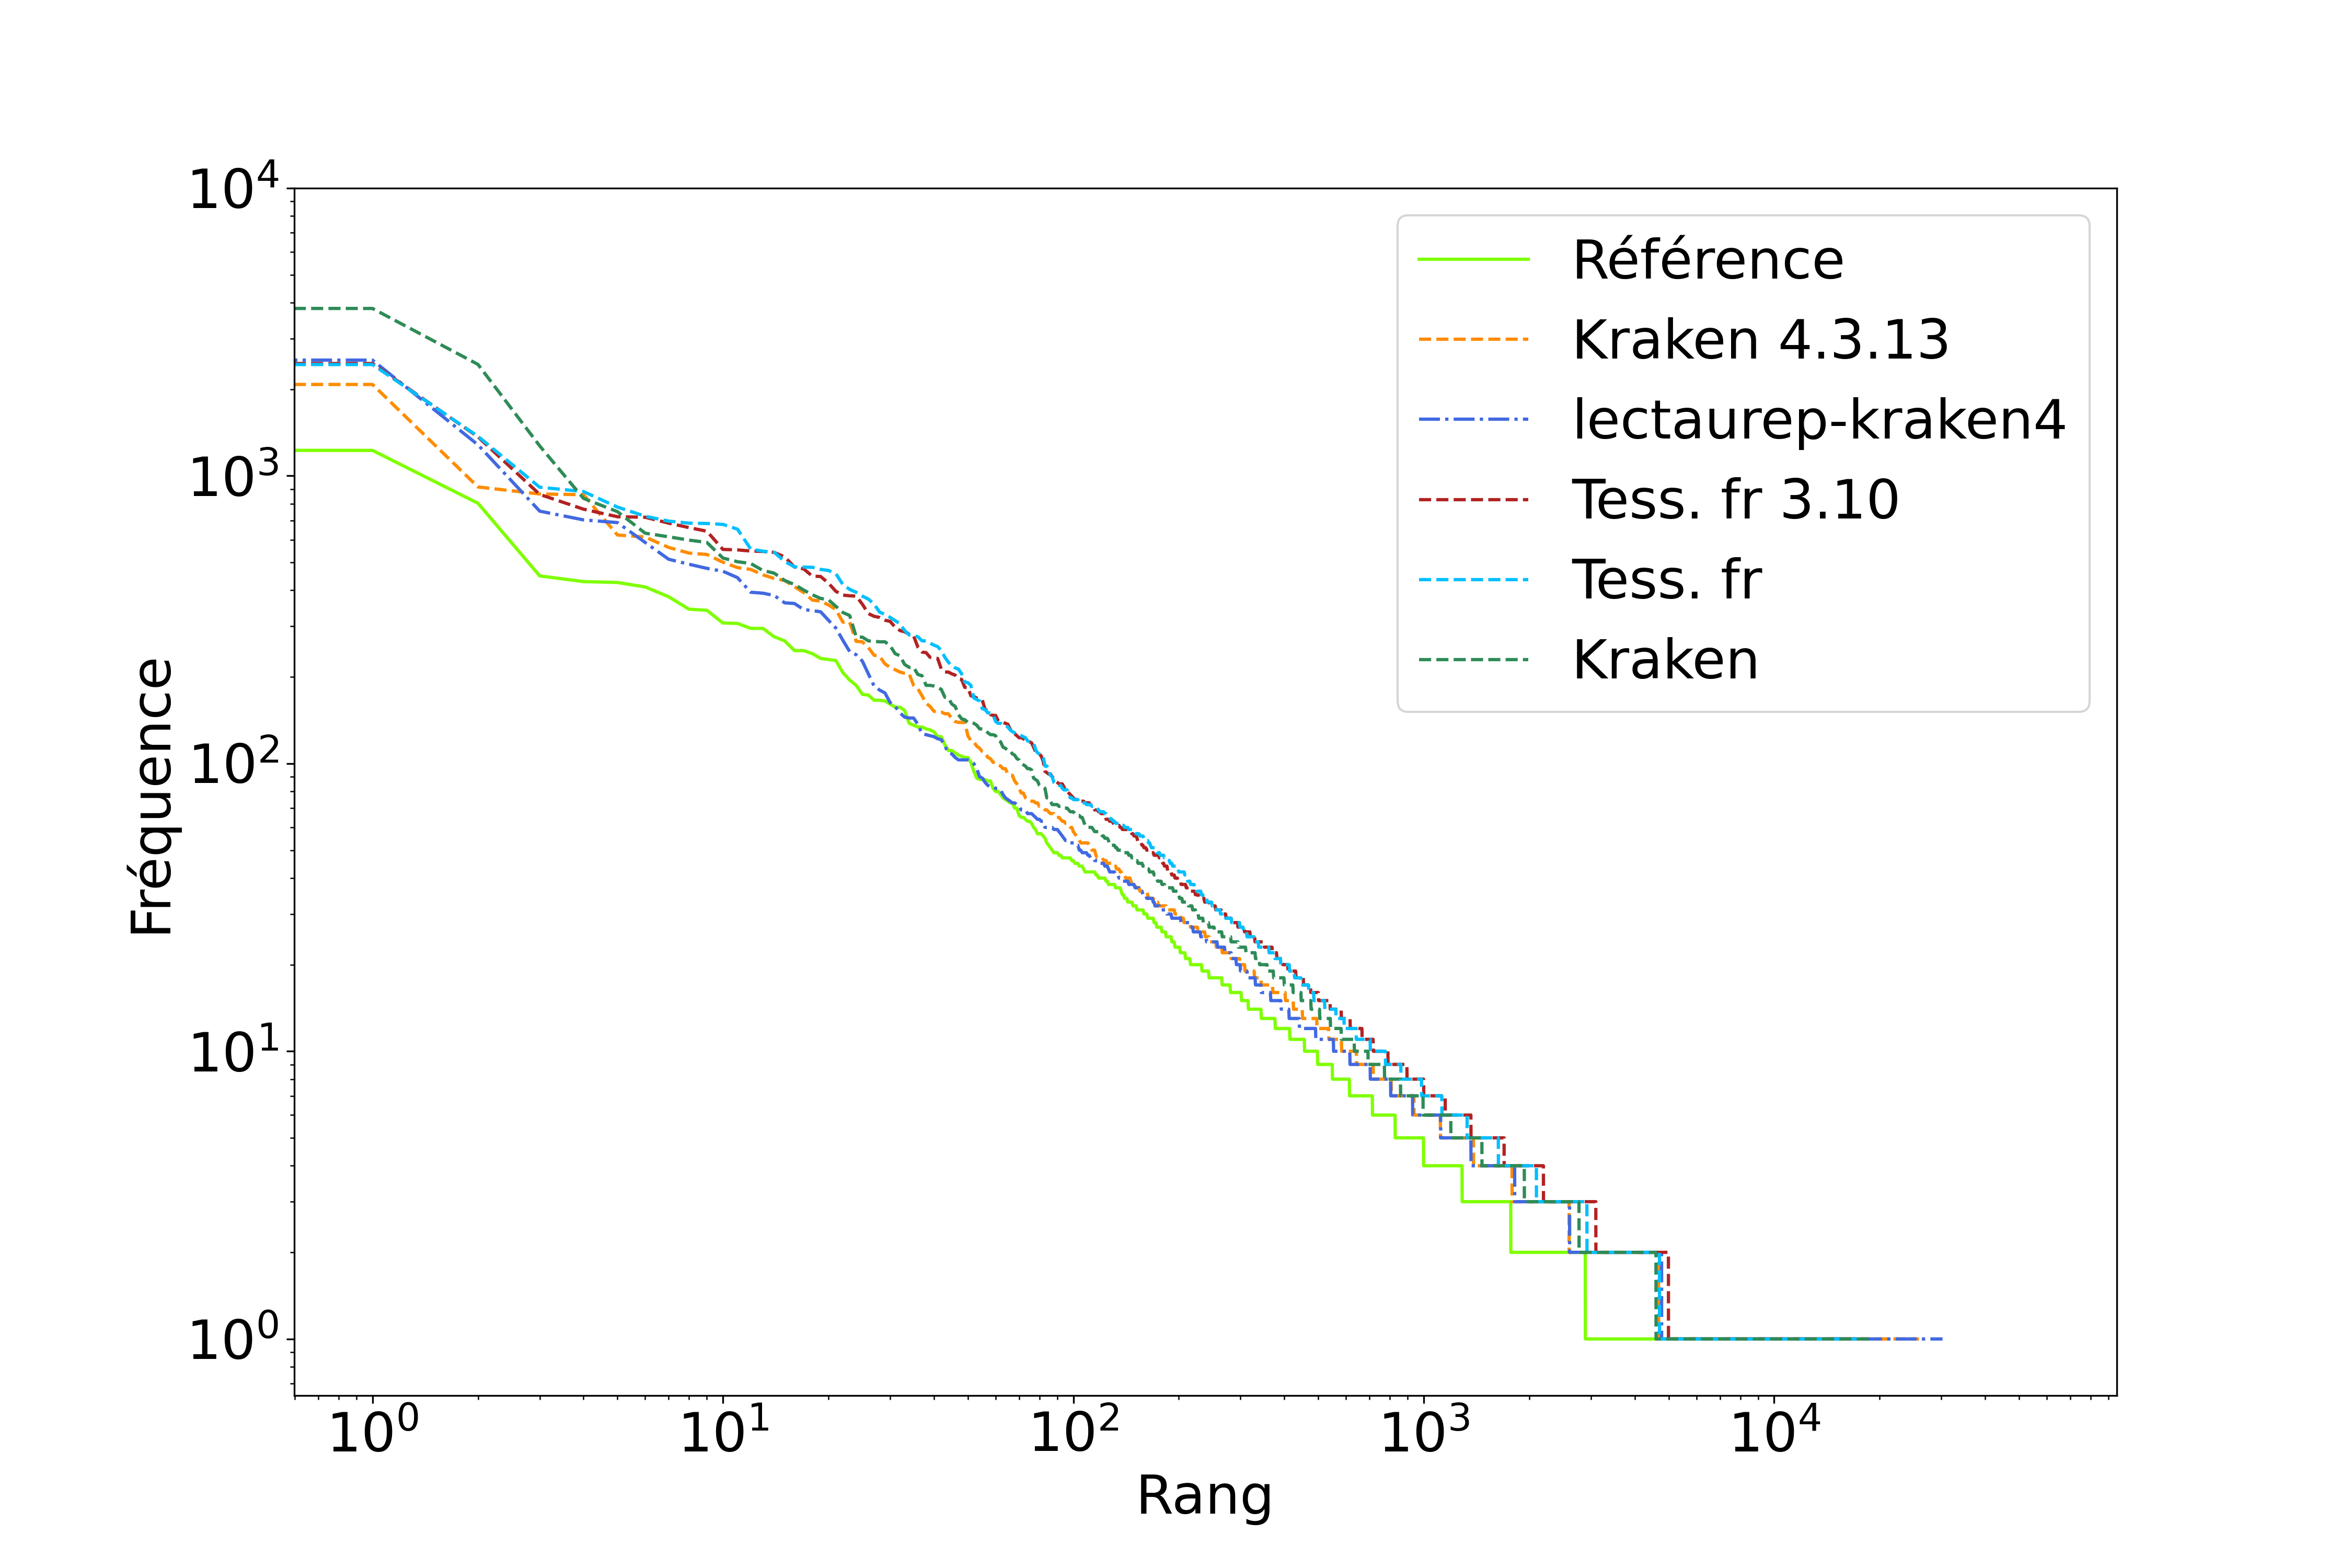 10⁴
10³
10²
10¹
10⁰
Fréquence
Référence
Kraken 4.3.13
lectaurep-kraken4
Tess. fr 3.10
Tess. fr
Kraken
10⁰ 10¹ 10² 10³ 10⁴
Rang